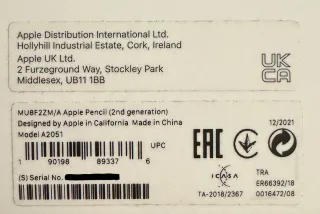 Apple Distribution International Ltd.
Hollyhill Industrial Estate, Cork, Ireland
Apple UK Ltd.
2 Furzeground Way, Stockley Park
Middlesex, UB11 1BB
UK
CA
MU8F2ZM/A Apple Pencil (2nd generation)
Designed by Apple in California Made in China
Model A2051
UPC
1 90198 89337 6
(S) Serial No.
EAC
12/2021
ICASA
TA-2018/2367
TRA
ER66392/18
0016472/08